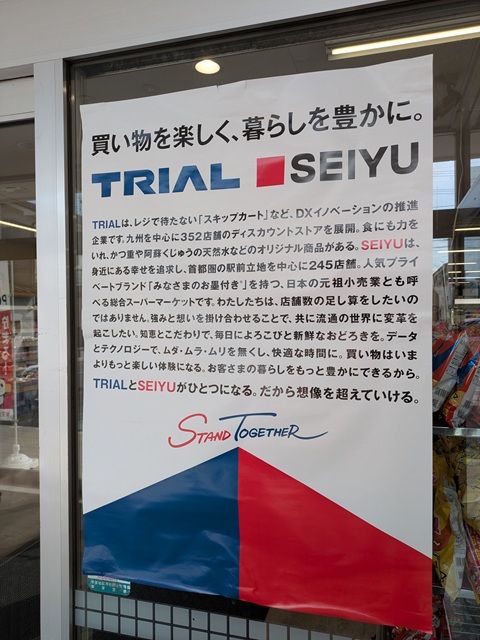 買い物を楽しく、暮らしを豊かに。
TRIAL SEIYU
TRIALは、レジで待たない「スキップカート」など、DXイノベーションの推進
企業です。九州を中心に352店舗のディスカウントストアを展開。食にも力を
いれ、かつ重や阿蘇くじゅうの天然水などのオリジナル商品がある。SEIYUは、
身近にある幸せを追求し、首都圏の駅前立地を中心に245店舗。人気プライ
ベートブランド「みなさまのお墨付き」を持つ、日本の元祖小売業とも呼
べる総合スーパーマーケットです。わたしたちは、店舗数の足し算をしたいの
ではありません。強みと想いを掛け合わせることで、共に流通の世界に変革を
起こしたい。知恵とこだわりで、毎日によろこびと新鮮なおどろきを。データ
とテクノロジーで、ムダ・ムラ・ムリを無くし、快適な時間に。買い物はいま
よりもっと楽しい体験になる。お客さまの暮らしをもっと豊かにできるから。
TRIALとSEIYUがひとつになる。だから想像を超えていける。
STAND TOGETHER